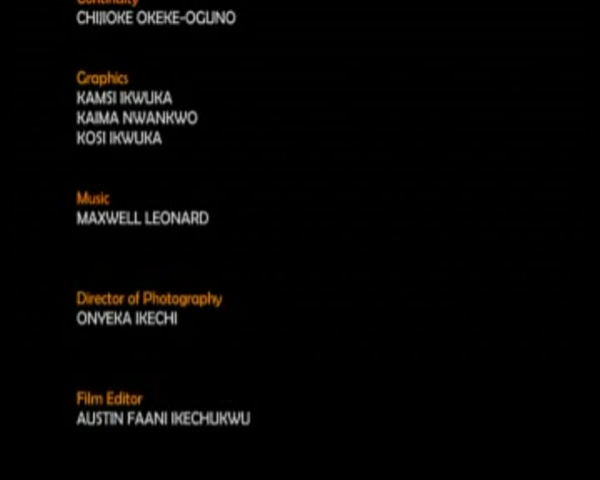 Continuity
CHIJIOKE OKEKE-OGUNO
Graphics
KAMSI IKWUKA
KAIMA NWANKWO
KOSI IKWUKA
Music
MAXWELL LEONARD
Director of Photography
ONYEKA IKECHI
Film Editor
AUSTIN FAANI IKECHUKWU